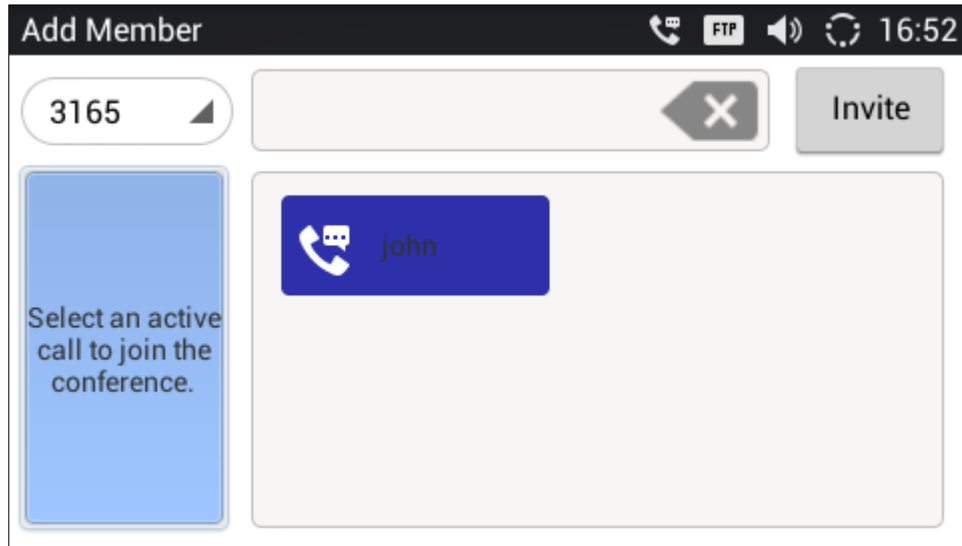 Add Member
FTP
16:52
3165
Invite
Select an active
call to join the
conference.
john